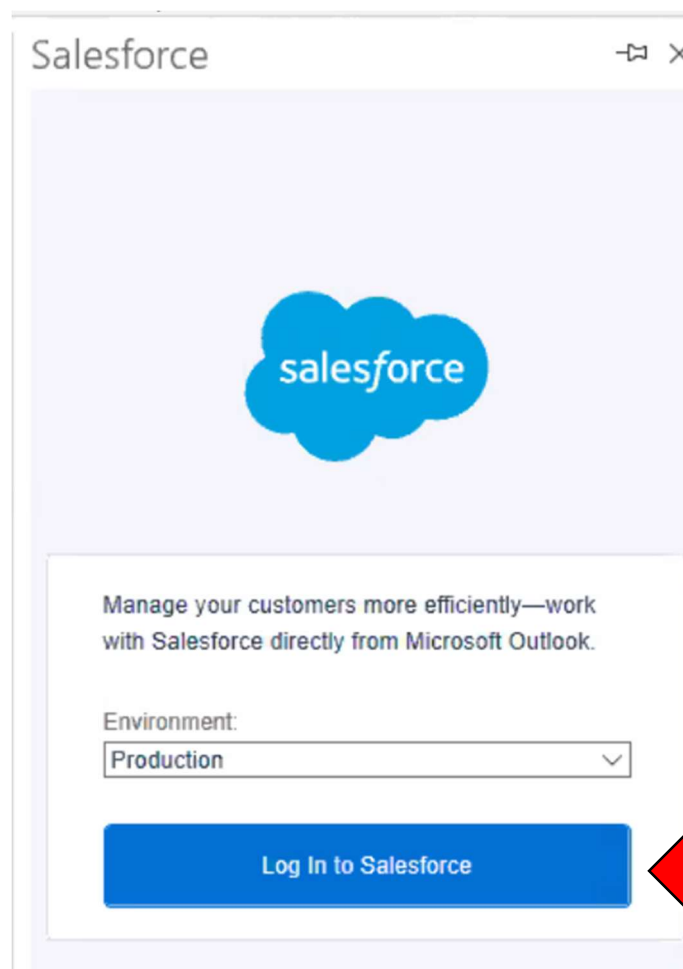 Salesforce
salesforce
Manage your customers more efficiently—work
with Salesforce directly from Microsoft Outlook.
Environment:
Production
Log In to Salesforce